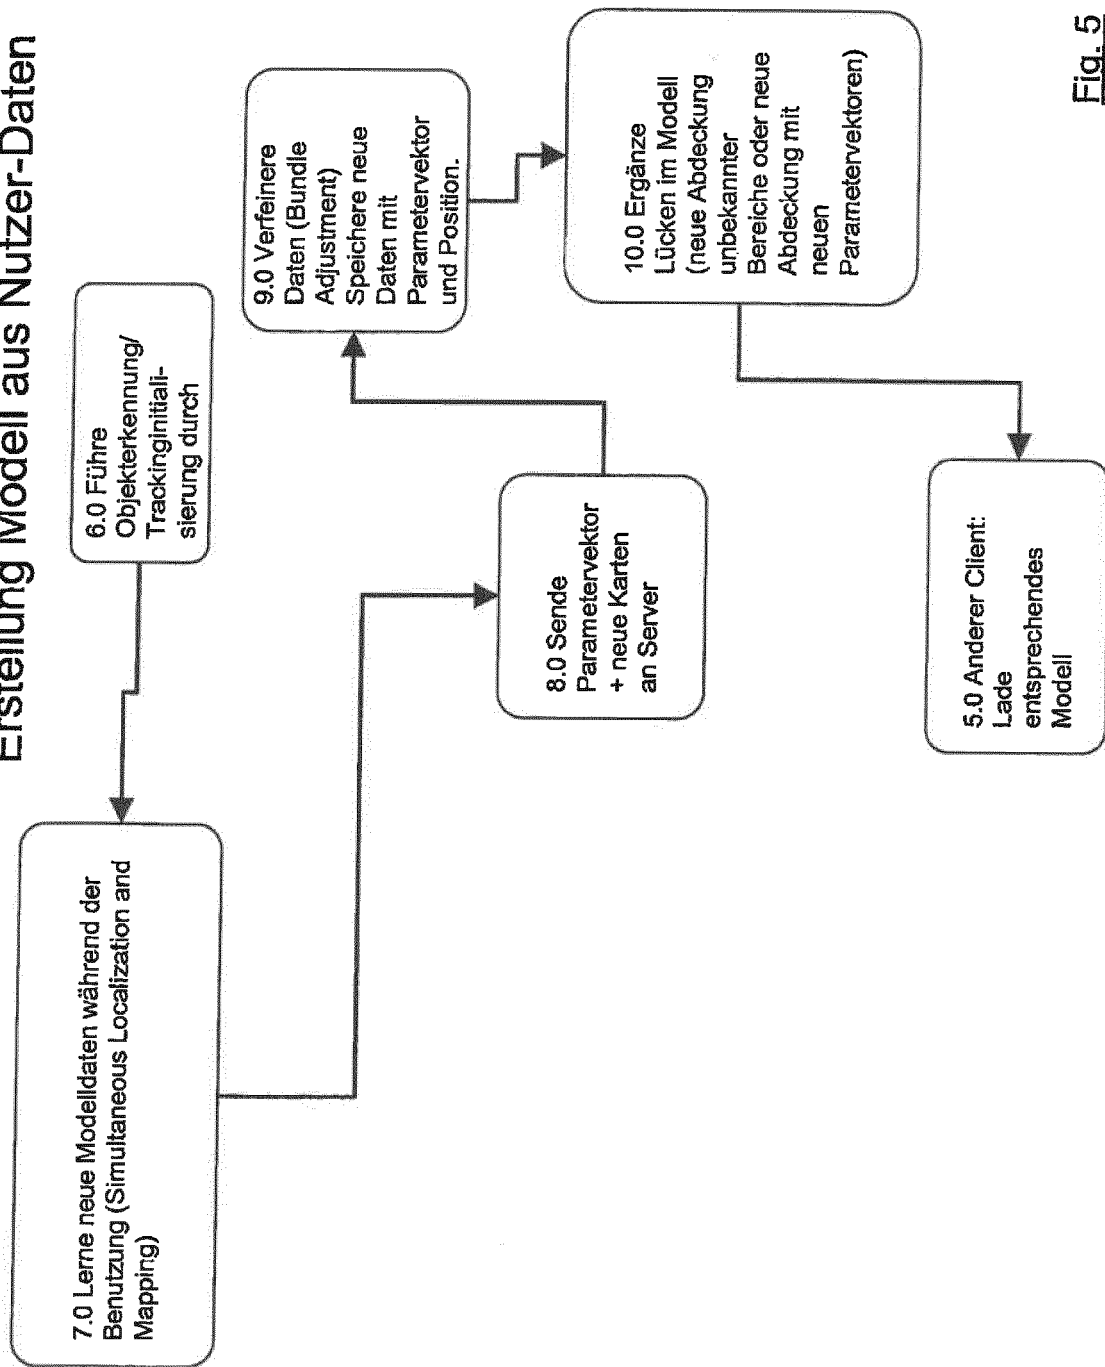 Erstellung Modell aus Nutzer-Daten
6.0 Führe
Objekterkennung/
Trackinginitiali-
sierung durch
7.0 Lerne neue Modelldaten während der
Benutzung (Simultaneous Localization and
Mapping)
8.0 Sende
Parametervektor
+ neue Karten
an Server
9.0 Verfeinere
Daten (Bundle
Adjustment)
Speichere neue
Daten mit
Parametervektor
und Position.
10.0 Ergänze
Lücken im Modell
(neue Abdeckung
unbekannter
Bereiche oder neue
Abdeckung mit
neuen
Parametervektoren)
5.0 Anderer Client:
Lade
entsprechendes
Modell
Fig. 5